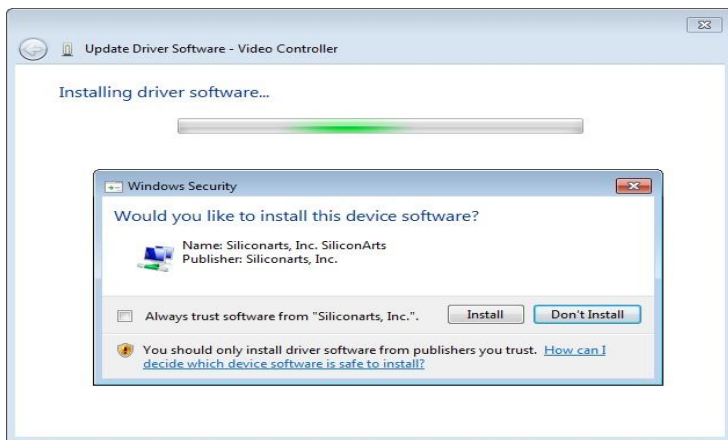 Update Driver Software - Video Controller
Installing driver software...
Windows Security
Would you like to install this device software?
Name: Siliconarts, Inc. SiliconArts
Publisher: Siliconarts, Inc.
Always trust software from "Siliconarts, Inc.".
Install
Don't Install
You should only install driver software from publishers you trust. How can I
decide which device software is safe to install?